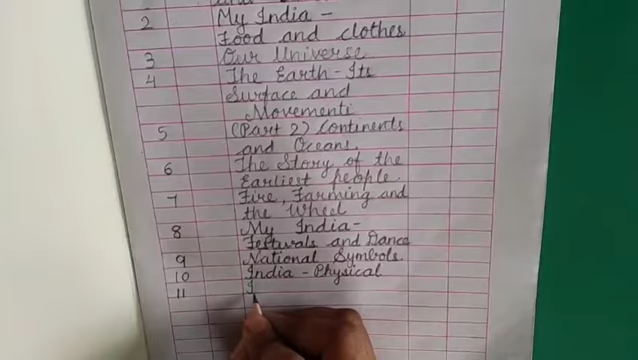 2 My India -
Food and clothes
3 Our Universe
4 The Earth - Its
Surface and
Movementi
5 (Part 2) Continents
and Oceans.
6 The Story of the
Earliest people.
7 Fire, Farming and
the Wheel
8 My India -
Festivals and Dance
9 National Symbols.
10 India - Physical
11 I